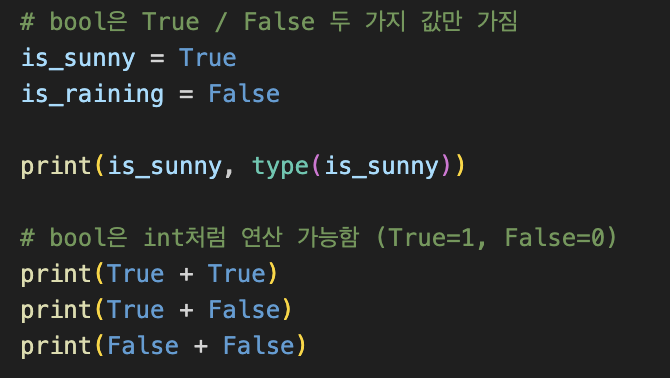 # bool은 True / False 두 가지 값만 가짐
is_sunny = True
is_raining = False
print(is_sunny, type(is_sunny))
# bool은 int처럼 연산 가능함 (True=1, False=0)
print(True + True)
print(True + False)
print(False + False)